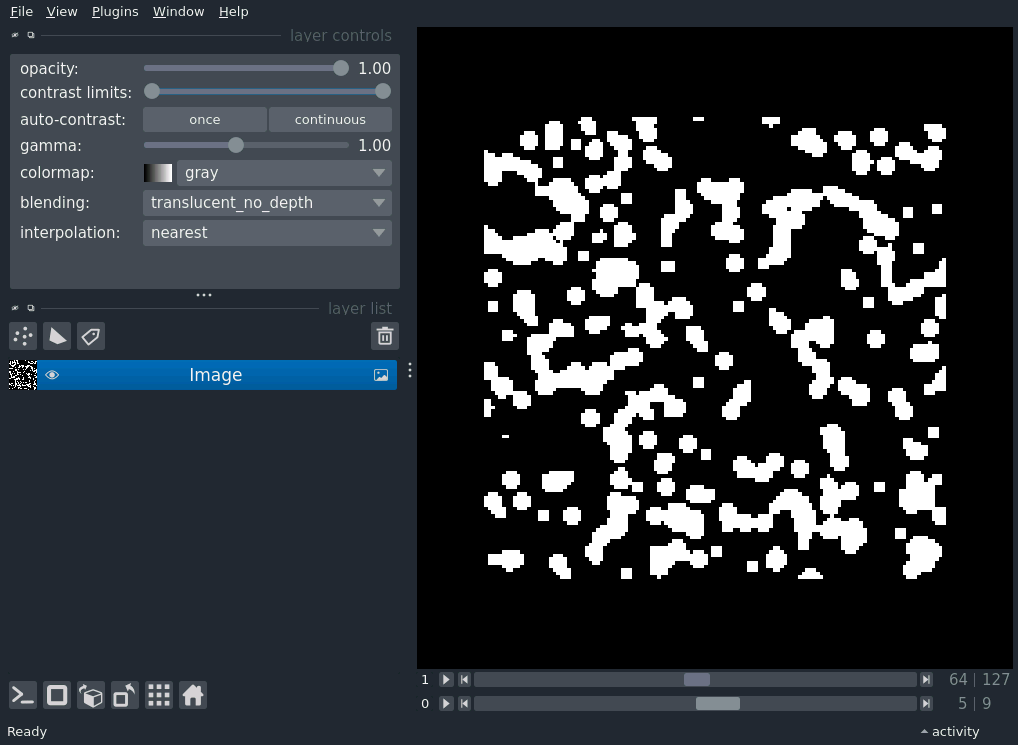 File View Plugins Window Help
layer controls
opacity: 1.00
contrast limits:
auto-contrast: once continuous
gamma: 1.00
colormap: gray
blending: translucent_no_depth
interpolation: nearest
layer list
Image
1 64 | 127
0 5 | 9
Ready activity